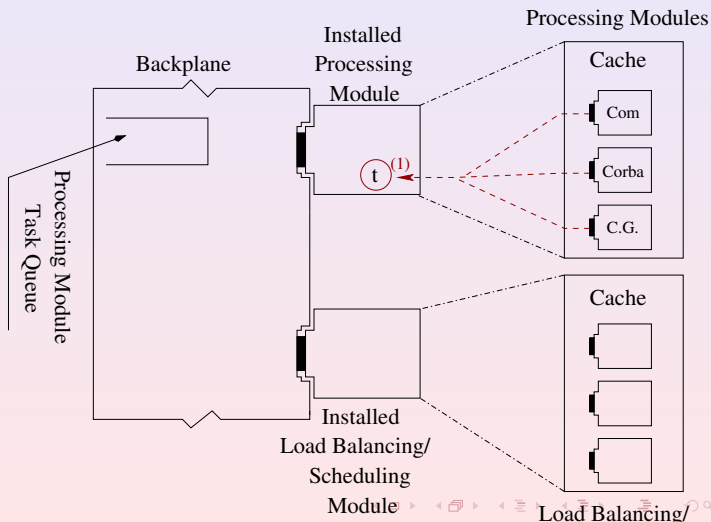 Processing Modules
Installed
Processing
Module
Backplane
Cache
Com
Corba
C.G.
t
(1)
Processing Module
Task Queue
Cache
Installed
Load Balancing/
Scheduling
Module
Load Balancing/